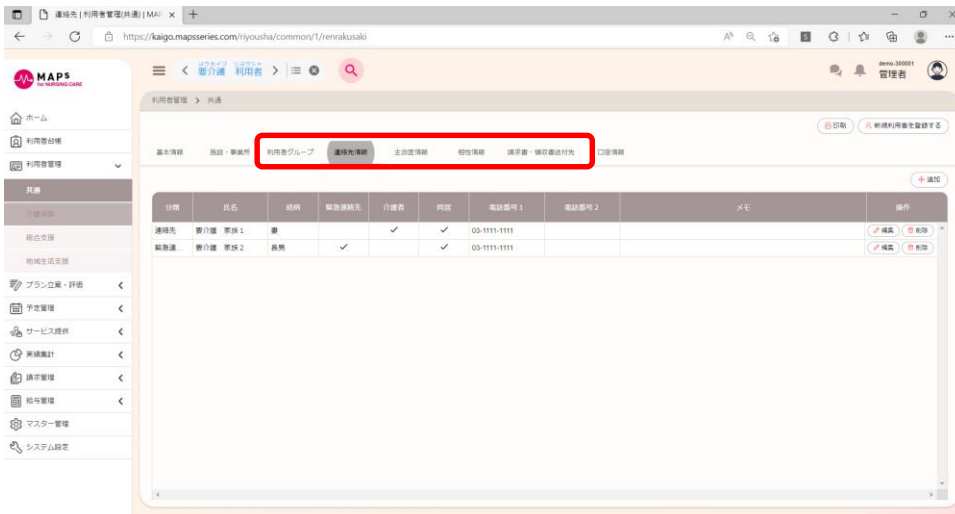 連絡先 | 利用者管理(共通) | MAP
https://kaigo.mapsseries.com/riyousha/common/1/renrakusaki
MAPS
for NURSING CARE
ヨウカイゴ リヨウシャ
要介護 利用者
demo-300001
管理者
利用者管理 > 共通
印刷
新規利用者を登録する
基本情報 施設・事業所 利用者グループ 連絡先情報 主治医情報 相性情報 請求書・領収書送付先 口座情報
追加
分類 氏名 続柄 緊急連絡先 介護者 同居 電話番号1 電話番号2 メモ 操作
連絡先 要介護 家族1 妻 ✓ ✓ 03-1111-1111 編集 削除
緊急連... 要介護 家族2 長男 ✓ ✓ 03-1111-1111 編集 削除
ホーム
利用者台帳
利用者管理
共通
介護保険
総合支援
地域生活支援
プラン立案・評価
予定管理
サービス提供
実績集計
請求管理
給与管理
マスター管理
システム設定